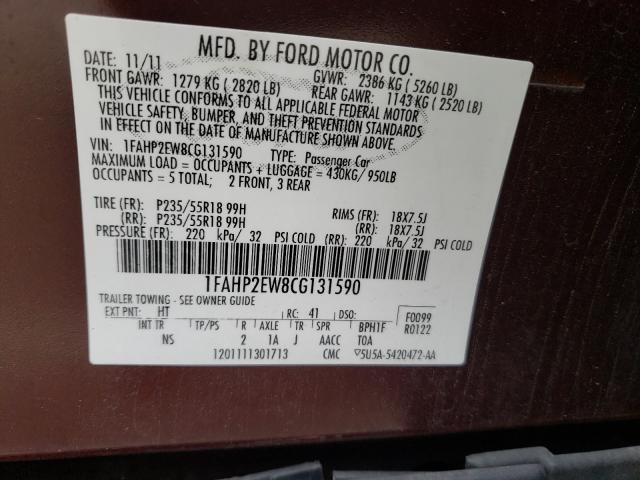 MFD. BY FORD MOTOR CO.
DATE: 11/11 GVWR: 2386 KG ( 5260 LB)
FRONT GAWR: 1279 KG ( 2820 LB) REAR GAWR: 1143 KG ( 2520 LB)
THIS VEHICLE CONFORMS TO ALL APPLICABLE FEDERAL MOTOR
VEHICLE SAFETY, BUMPER, AND THEFT PREVENTION STANDARDS
IN EFFECT ON THE DATE OF MANUFACTURE SHOWN ABOVE.
VIN: 1FAHP2EW8CG131590 TYPE: Passenger Car
MAXIMUM LOAD = OCCUPANTS + LUGGAGE = 430KG/ 950LB
OCCUPANTS = 5 TOTAL; 2 FRONT, 3 REAR
TIRE (FR): P235/55R18 99H RIMS (FR): 18X7.5J
(RR): P235/55R18 99H (RR): 18X7.5J
PRESSURE (FR): 220 kPa/ 32 PSI COLD (RR): 220 kPa/ 32 PSI COLD
1FAHP2EW8CG131590
TRAILER TOWING - SEE OWNER GUIDE
EXT PNT: HT RC: 41 DSO: F0099
INT TR TP/PS R AXLE TR SPR BPH1F R0122
NS 2 1A J AACC TOA
1201111301713 CMC 5U5A-5420472-AA